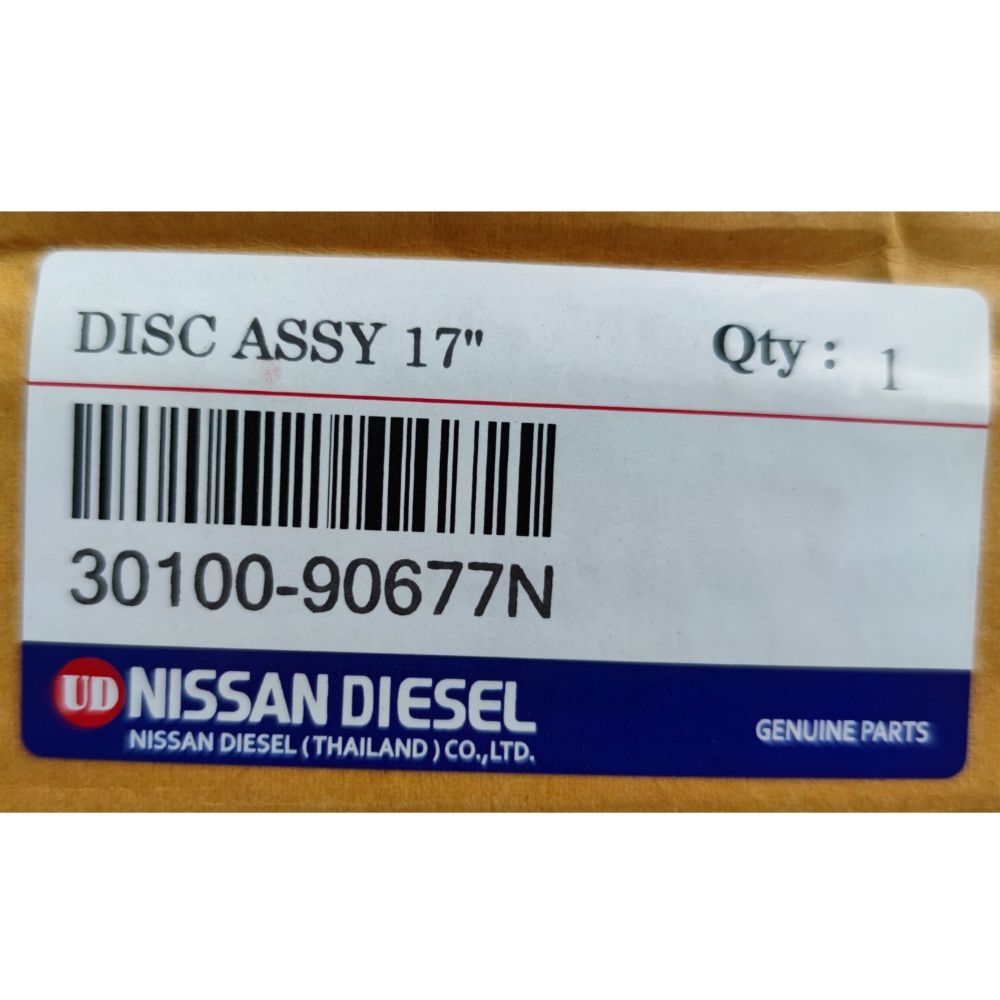 DISC ASSY 17" Qty : 1
30100-90677N
UD NISSAN DIESEL
NISSAN DIESEL (THAILAND) CO.,LTD.
GENUINE PARTS